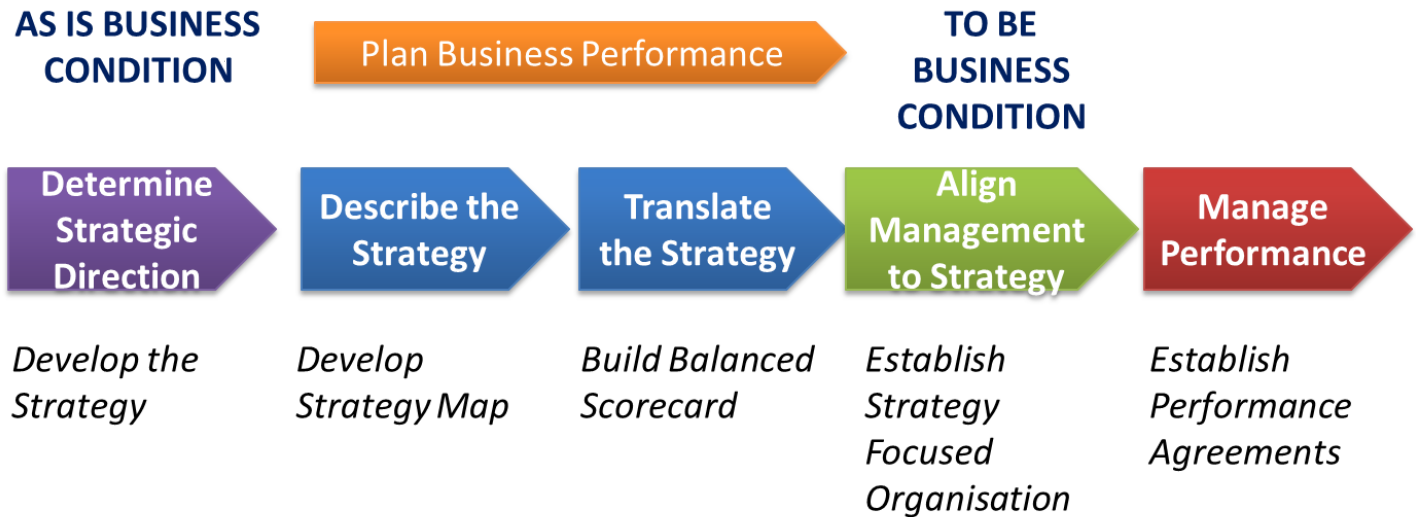 AS IS BUSINESS
CONDITION
Plan Business Performance
TO BE
BUSINESS
CONDITION
Determine
Strategic
Direction
Describe the
Strategy
Translate
the Strategy
Align
Management
to Strategy
Manage
Performance
Develop the
Strategy
Develop
Strategy Map
Build Balanced
Scorecard
Establish
Strategy
Focused
Organisation
Establish
Performance
Agreements